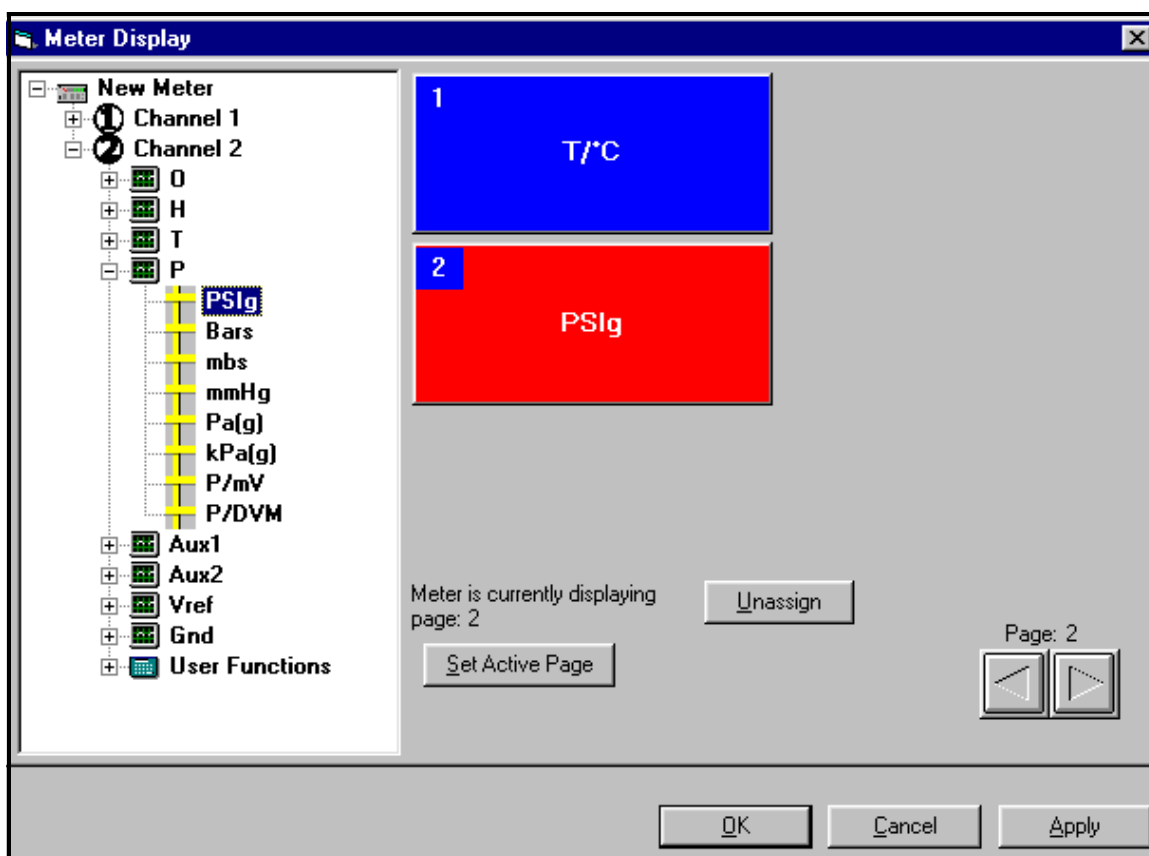 Meter Display
New Meter
1 Channel 1
2 Channel 2
O
H
T
P
PSIg
Bars
mbs
mmHg
Pa(g)
kPa(g)
P/mV
P/DVM
Aux1
Aux2
Vref
Gnd
User Functions
1
T/°C
2
PSIg
Meter is currently displaying
page: 2
Unassign
Set Active Page
Page: 2
OK
Cancel
Apply